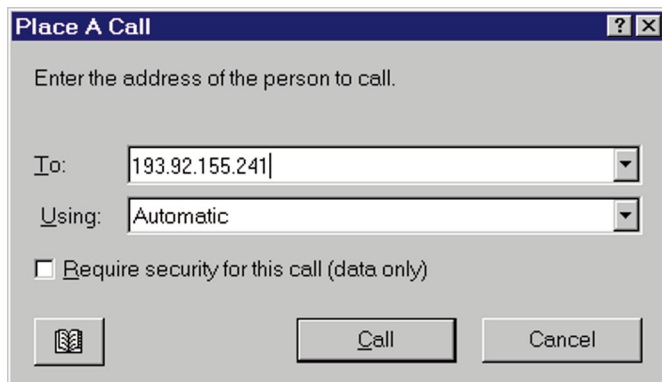 Place A Call
Enter the address of the person to call.
To: 193.92.155.241
Using: Automatic
Require security for this call (data only)
Call Cancel